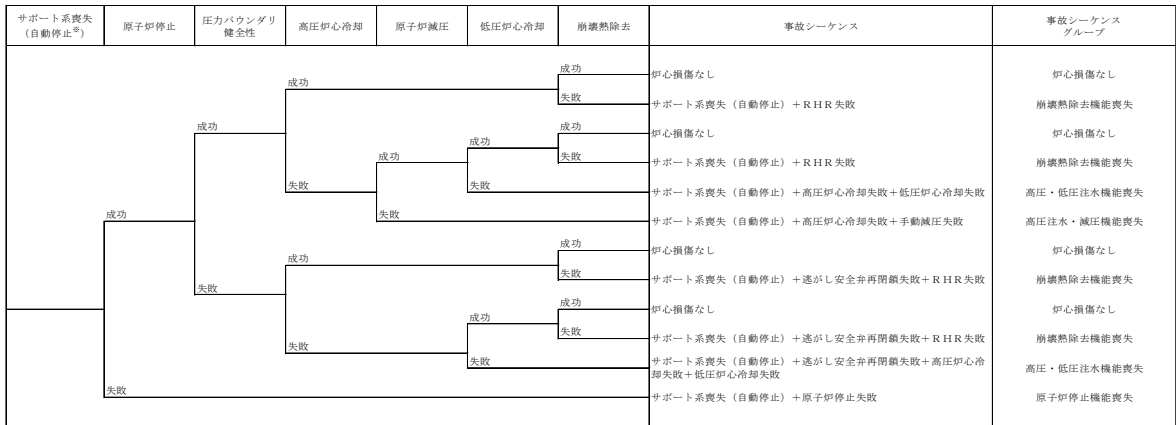 サポート系喪失
(自動停止※)
原子炉停止
圧力バウンダリ
健全性
高圧炉心冷却
原子炉減圧
低圧炉心冷却
崩壊熱除去
事故シーケンス
事故シーケンス
グループ
成功
成功
炉心損傷なし
炉心損傷なし
失敗
サポート系喪失(自動停止)+RHR失敗
崩壊熱除去機能喪失
成功
成功
炉心損傷なし
炉心損傷なし
成功
成功
失敗
サポート系喪失(自動停止)+RHR失敗
崩壊熱除去機能喪失
失敗
失敗
サポート系喪失(自動停止)+高圧炉心冷却失敗+低圧炉心冷却失敗
高圧・低圧注水機能喪失
成功
失敗
サポート系喪失(自動停止)+高圧炉心冷却失敗+手動減圧失敗
高圧注水・減圧機能喪失
成功
成功
炉心損傷なし
炉心損傷なし
失敗
失敗
サポート系喪失(自動停止)+逃がし安全弁再閉鎖失敗+RHR失敗
崩壊熱除去機能喪失
成功
成功
炉心損傷なし
炉心損傷なし
失敗
失敗
サポート系喪失(自動停止)+逃がし安全弁再閉鎖失敗+RHR失敗
崩壊熱除去機能喪失
失敗
サポート系喪失(自動停止)+逃がし安全弁再閉鎖失敗+高圧炉心冷
却失敗+低圧炉心冷却失敗
高圧・低圧注水機能喪失
失敗
サポート系喪失(自動停止)+原子炉停止失敗
原子炉停止機能喪失